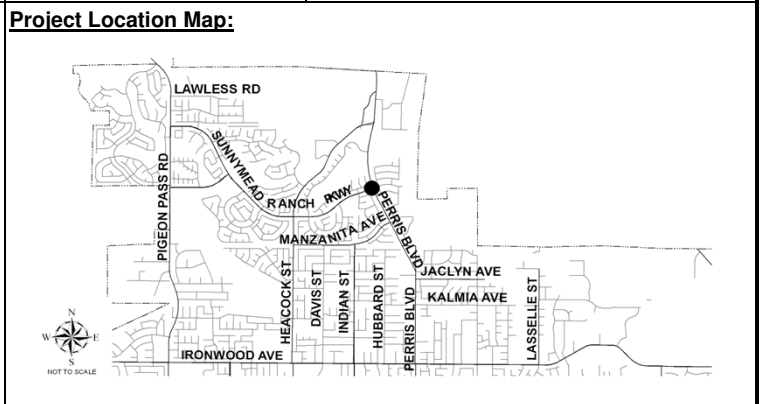 Project Location Map:
LAWLESS RD
SUNNYMEAD
RANCH PKWY
PIGEON PASS RD
PERRIS BLVD
MANZANITA AVE
HEACOCK ST
DAVIS ST
INDIAN ST
HUBBARD ST
PERRIS BLVD
JACLYN AVE
KALMIA AVE
LASSELLE ST
IRONWOOD AVE
N
W E
S
NOT TO SCALE